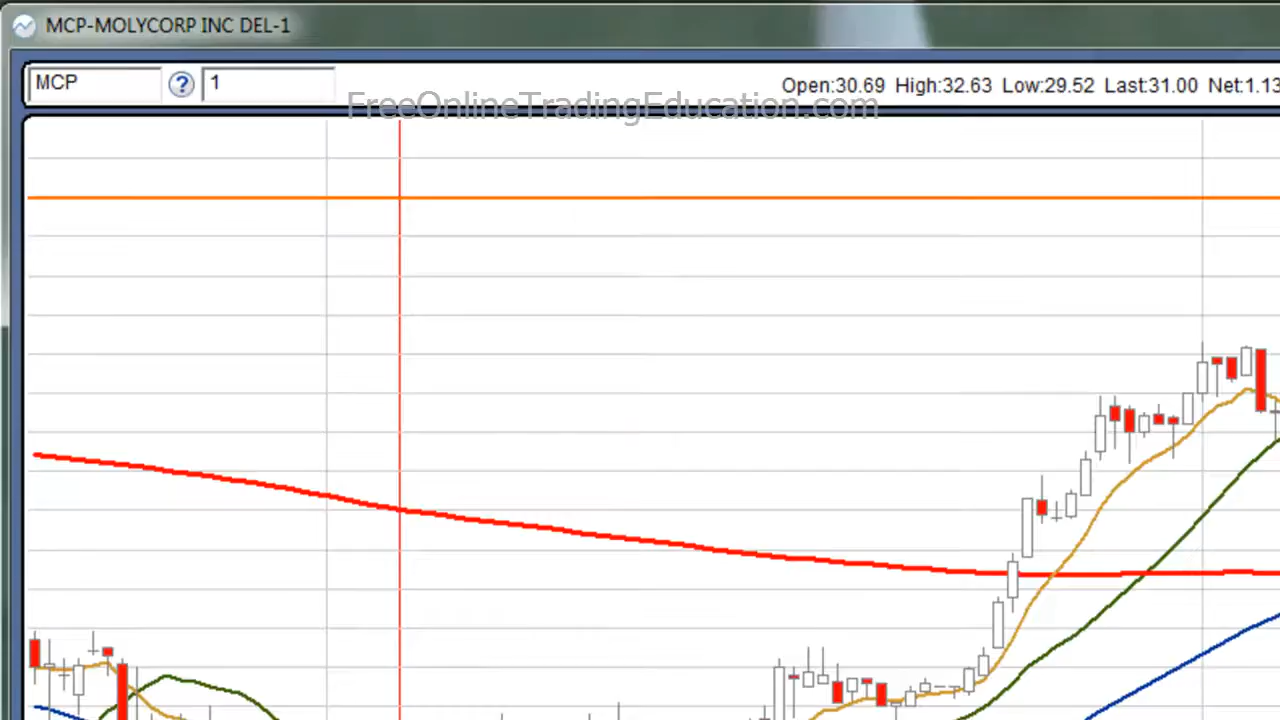 MCP-MOLYCORP INC DEL-1
MCP ? 1 Open:30.69 High:32.63 Low:29.52 Last:31.00 Net:1.13
FreeOnlineTradingEducation.com